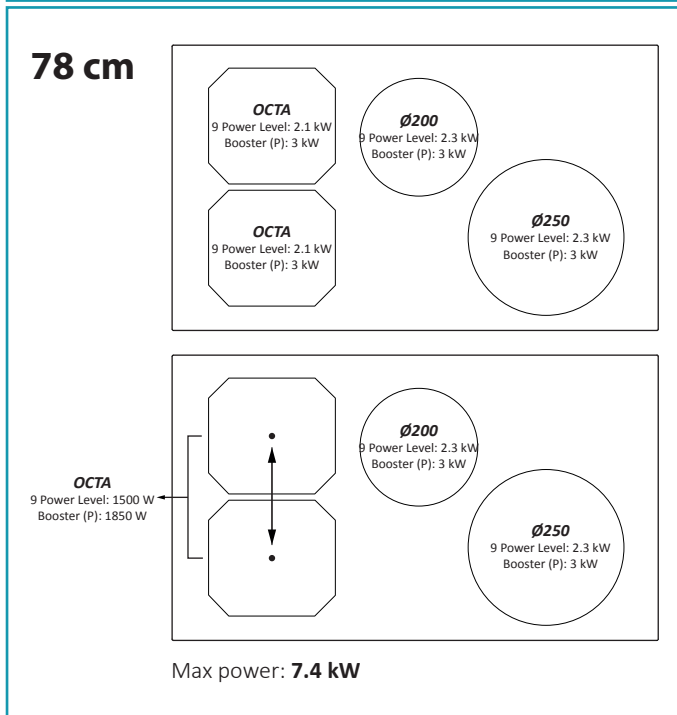 78 cm
OCTA
9 Power Level: 2.1 kW
Booster (P): 3 kW
Ø200
9 Power Level: 2.3 kW
Booster (P): 3 kW
OCTA
9 Power Level: 2.1 kW
Booster (P): 3 kW
Ø250
9 Power Level: 2.3 kW
Booster (P): 3 kW
Ø200
9 Power Level: 2.3 kW
Booster (P): 3 kW
OCTA
9 Power Level: 1500 W
Booster (P): 1850 W
Ø250
9 Power Level: 2.3 kW
Booster (P): 3 kW
Max power: 7.4 kW